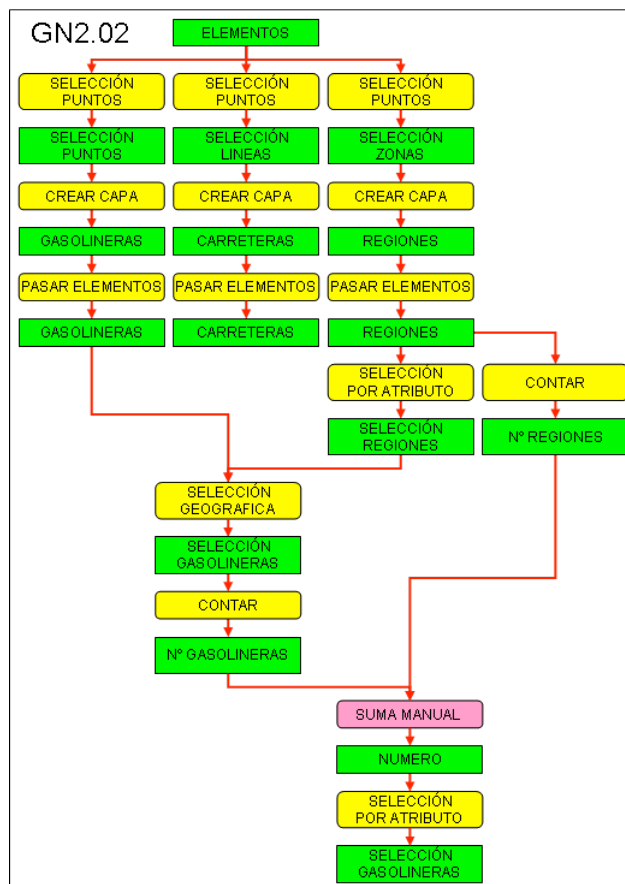 GN2.02
ELEMENTOS
SELECCIÓN PUNTOS
SELECCIÓN PUNTOS
SELECCIÓN PUNTOS
SELECCIÓN PUNTOS
SELECCIÓN LINEAS
SELECCIÓN ZONAS
CREAR CAPA
CREAR CAPA
CREAR CAPA
GASOLINERAS
CARRETERAS
REGIONES
PASAR ELEMENTOS
PASAR ELEMENTOS
PASAR ELEMENTOS
GASOLINERAS
CARRETERAS
REGIONES
SELECCIÓN POR ATRIBUTO
CONTAR
SELECCIÓN REGIONES
Nº REGIONES
SELECCIÓN GEOGRAFICA
SELECCIÓN GASOLINERAS
CONTAR
Nº GASOLINERAS
SUMA MANUAL
NUMERO
SELECCIÓN POR ATRIBUTO
SELECCIÓN GASOLINERAS